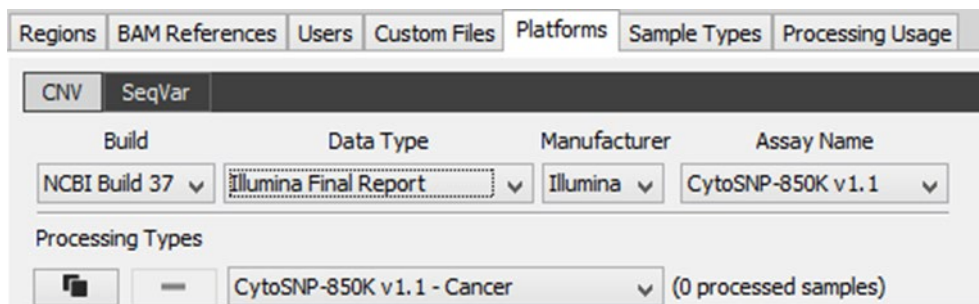 Regions BAM References Users Custom Files Platforms Sample Types Processing Usage
CNV SeqVar
Build Data Type Manufacturer Assay Name
NCBI Build 37 Illumina Final Report Illumina CytoSNP-850K v1.1
Processing Types
CytoSNP-850K v1.1 - Cancer (0 processed samples)